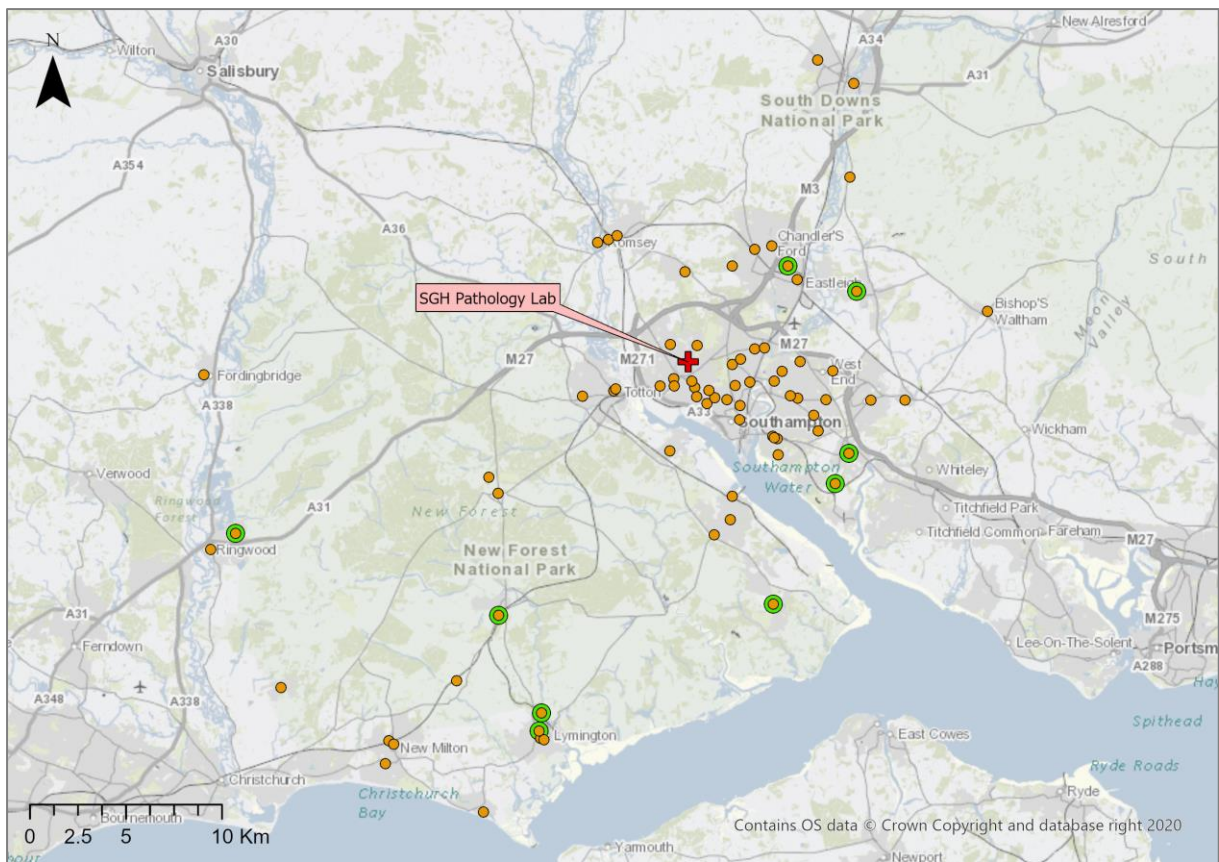 New Alresford
N
A30
Wilton
A34
Salisbury
A31
South Downs
National Park
A354
M3
A36
Chandler'S
Ford
Romsey
South
Eastleigh
SGH Pathology Lab
Bishop'S
Waltham
Meon
Valley
M27
M27
M271
West
End
Fordingbridge
A338
Totton
A33
Southampton
Wickham
Verwood
Southampton
Water
Whiteley
Ringwood
Forest
A31
New Forest
Titchfield Park
Titchfield Common
Fareham
M27
Ringwood
New Forest
National Park
A31
M275
Ferndown
Lee-On-The-Solent
Portsm
A288
Hay
A348
A338
Spithead
Lymington
East Cowes
New Milton
Ryde Roads
Christchurch
Christchurch
Bay
Ryde
Bournemouth
0 2.5 5 10 Km
Contains OS data © Crown Copyright and database right 2020
Yarmouth
Newport